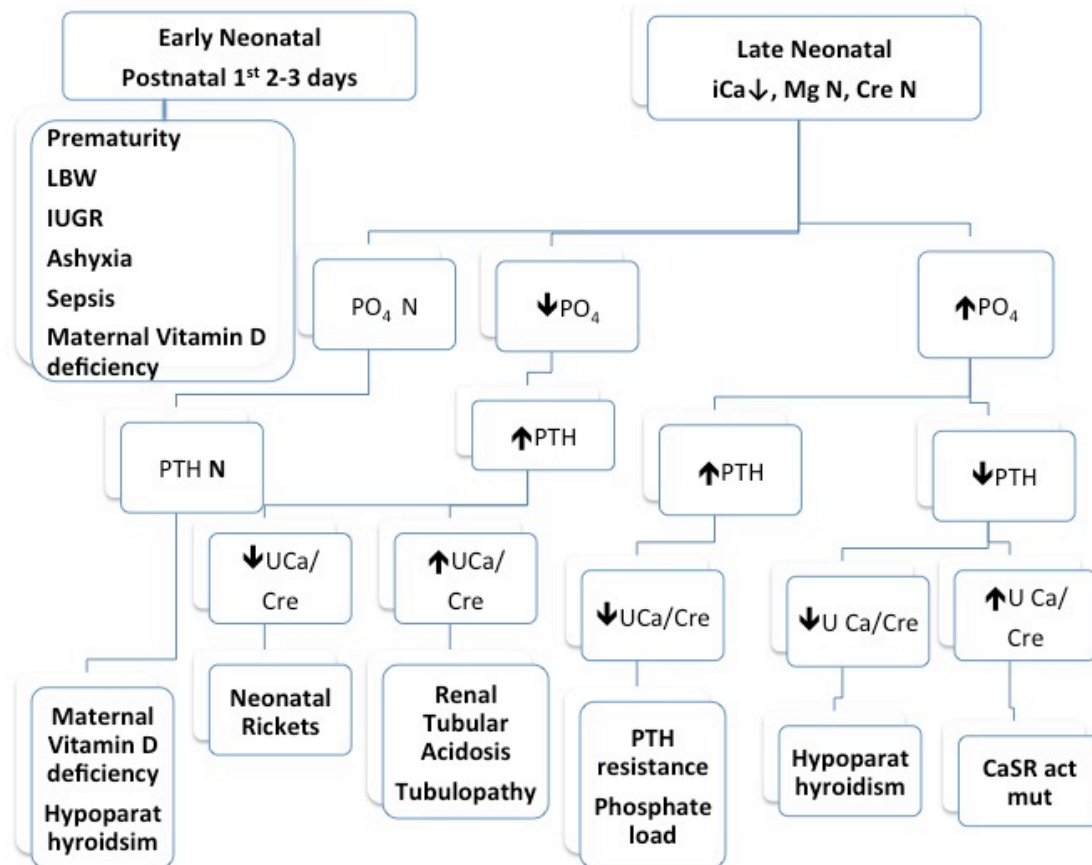 Early Neonatal
Postnatal 1st 2-3 days
Late Neonatal
iCa↓, Mg N, Cre N
Prematurity
LBW
IUGR
Ashyxia
Sepsis
Maternal Vitamin D
deficiency
PO4 N
↓PO4
↑PO4
PTH N
↑PTH
↑PTH
↓PTH
↓UCa/
Cre
↑UCa/
Cre
↓UCa/Cre
↓U Ca/Cre
↑U Ca/
Cre
Maternal
Vitamin D
deficiency
Hypoparat
hyroidsim
Neonatal
Rickets
Renal
Tubular
Acidosis
Tubulopathy
PTH
resistance
Phosphate
load
Hypoparat
hyroidism
CaSR act
mut